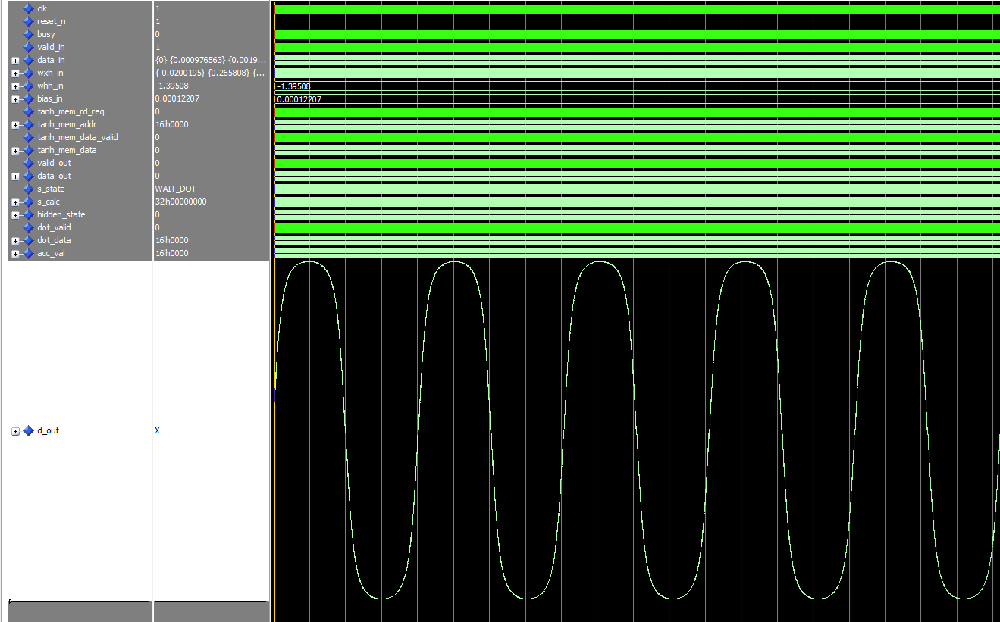 clk 1
reset_n 1
busy 0
valid_in 1
data_in {0} {0.000976563} {0.0019...
wxh_in {-0.0200195} {0.265808} {...
whh_in -1.39508 -1.39508
bias_in 0.00012207 0.00012207
tanh_mem_rd_req 0
tanh_mem_addr 16'h0000
tanh_mem_data_valid 0
tanh_mem_data 0
valid_out 0
data_out 0
s_state WAIT_DOT
s_calc 32'h00000000
hidden_state 0
dot_valid 0
dot_data 16'h0000
acc_val 16'h0000
d_out X